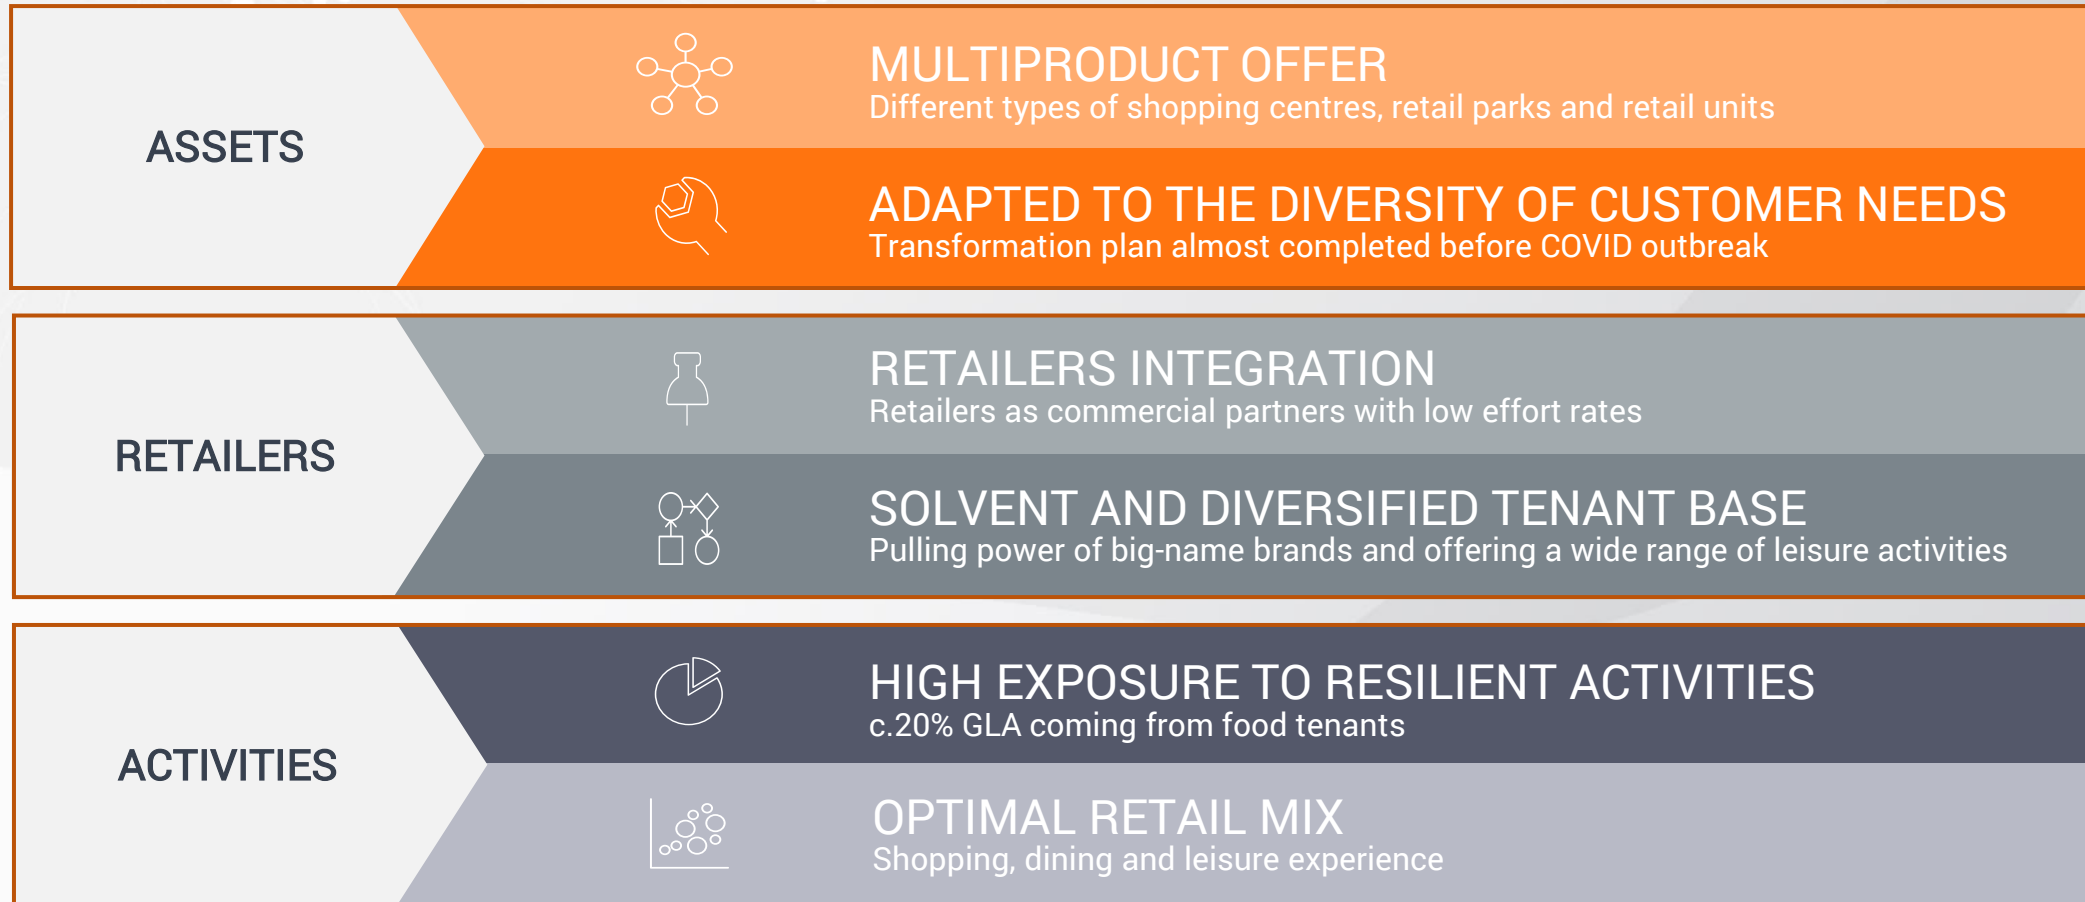 ASSETS
MULTIPRODUCT OFFER
Different types of shopping centres, retail parks and retail units
ADAPTED TO THE DIVERSITY OF CUSTOMER NEEDS
Transformation plan almost completed before COVID outbreak
RETAILERS
RETAILERS INTEGRATION
Retailers as commercial partners with low effort rates
SOLVENT AND DIVERSIFIED TENANT BASE
Pulling power of big-name brands and offering a wide range of leisure activities
ACTIVITIES
HIGH EXPOSURE TO RESILIENT ACTIVITIES
c.20% GLA coming from food tenants
OPTIMAL RETAIL MIX
Shopping, dining and leisure experience